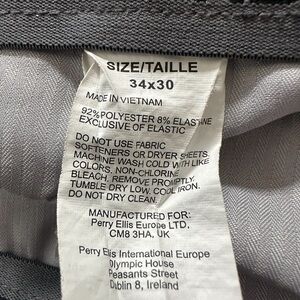 SIZE/TAILLE
34x30
MADE IN VIETNAM
92% POLYESTER 8% ELASTANE
EXCLUSIVE OF ELASTIC
DO NOT USE FABRIC
SOFTENERS OR DRYER SHEETS.
MACHINE WASH COLD WITH LIKE
COLORS, NON-CHLORINE
BLEACH, REMOVE PROMPTLY,
TUMBLE DRY LOW, COOL IRON.
DO NOT DRY CLEAN.
MANUFACTURED FOR:
Perry Ellis Europe LTD,
CM8 3HA, UK
Perry Ellis International Europe
Olympic House
Peasants Street
Dublin 8, Ireland